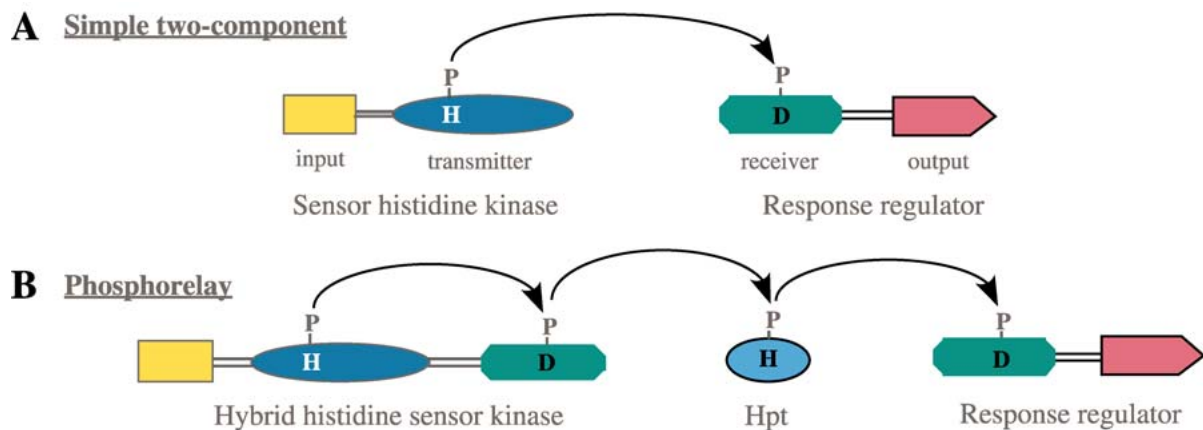 A Simple two-component
P P
H D
input transmitter receiver output
Sensor histidine kinase Response regulator
B Phosphorelay
P P P P
H D H D
Hybrid histidine sensor kinase Hpt Response regulator